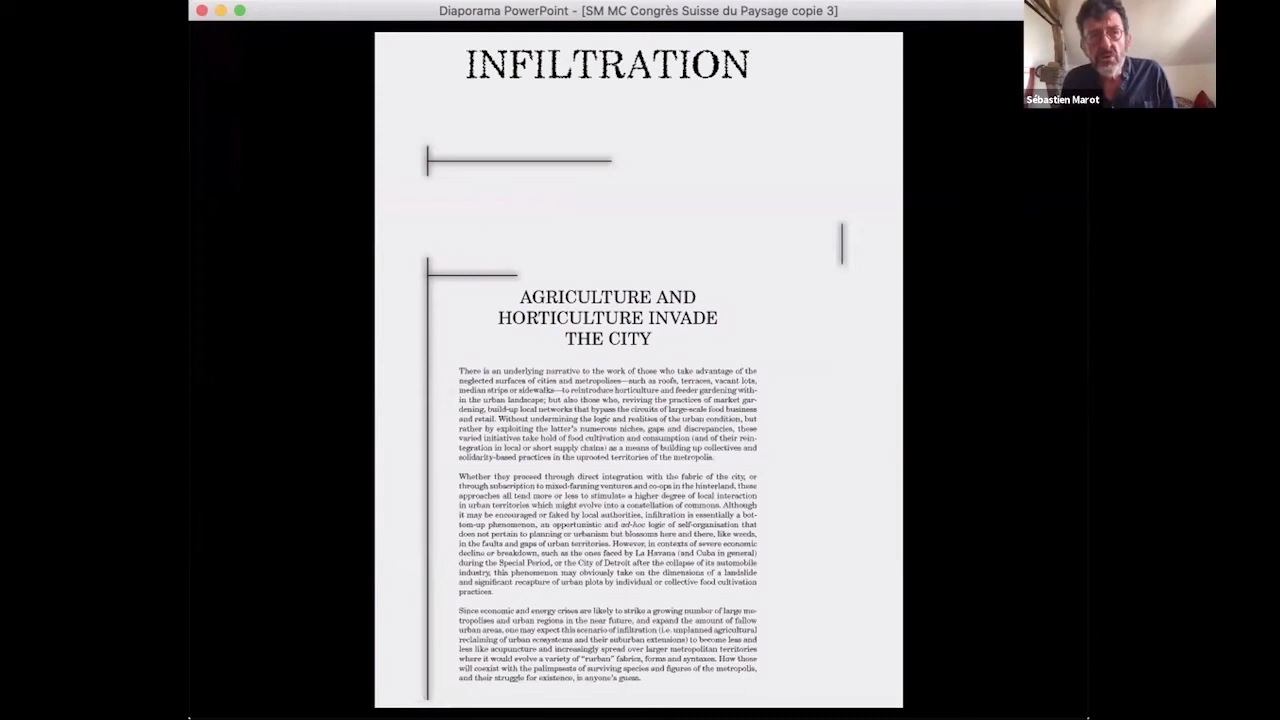 Diaporama PowerPoint - [SM MC Congrès Suisse du Paysage copie 3]
Sébastien Marot
INFILTRATION
AGRICULTURE AND
HORTICULTURE INVADE
THE CITY
There is an underlying narrative to the work of those who take advantage of the
neglected surfaces of cities and metropolises—such as roofs, terraces, vacant lots,
median strips or sidewalks—to reintroduce horticulture and feeder gardening with-
in the urban landscape; but also those who, reviving the practices of market gar-
dening, build-up local networks that bypass the circuits of large-scale food business
and retail. Without undermining the logic and realities of the urban condition, but
rather by exploiting the latter's numerous niches, gaps and discrepancies, these
varied initiatives take hold of food cultivation and consumption (and of their rein-
tegration in local or short supply chains) as a means of building up collectives and
solidarity-based practices in the uprooted territories of the metropolis.
Whether they proceed through direct integration with the fabric of the city, or
through subscription to mixed-farming ventures and co-ops in the hinterland, these
approaches all tend more or less to stimulate a higher degree of local interaction
in urban territories which might evolve into a constellation of commons. Although
it may be encouraged or faked by local authorities, infiltration is essentially a bot-
tom-up phenomenon, an opportunistic and ad-hoc logic of self-organisation that
does not pertain to planning or urbanism but blossoms here and there, like weeds,
in the faults and gaps of urban territories. However, in contexts of severe economic
decline or breakdown, such as the ones faced by La Havana (and Cuba in general)
during the Special Period, or the City of Detroit after the collapse of its automobile
industry, this phenomenon may obviously take on the dimensions of a landslide
and significant recapture of urban plots by individual or collective food cultivation
practices.
Since economic and energy crises are likely to strike a growing number of large me-
tropolises and urban regions in the near future, and expand the amount of fallow
urban areas, one may expect this scenario of infiltration (i.e. unplanned agricultural
reclaiming of urban ecosystems and their suburban extensions) to become less and
less like acupuncture and increasingly spread over larger metropolitan territories
where it would evolve a variety of "rurban" fabrics, forms and syntaxes. How those
will coexist with the palimpsests of surviving species and figures of the metropolis,
and their struggle for existence, is anyone's guess.